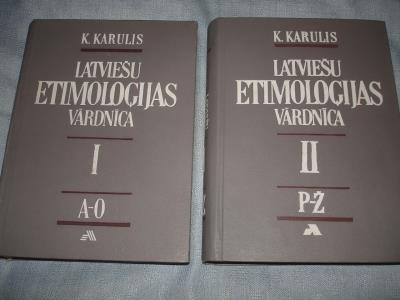 K. KARULIS
LATVIEŠU
ETIMOLOĢIJAS
VĀRDNĪCA
I
A-O
K. KARULIS
LATVIEŠU
ETIMOLOĢIJAS
VĀRDNĪCA
II
P-Ž